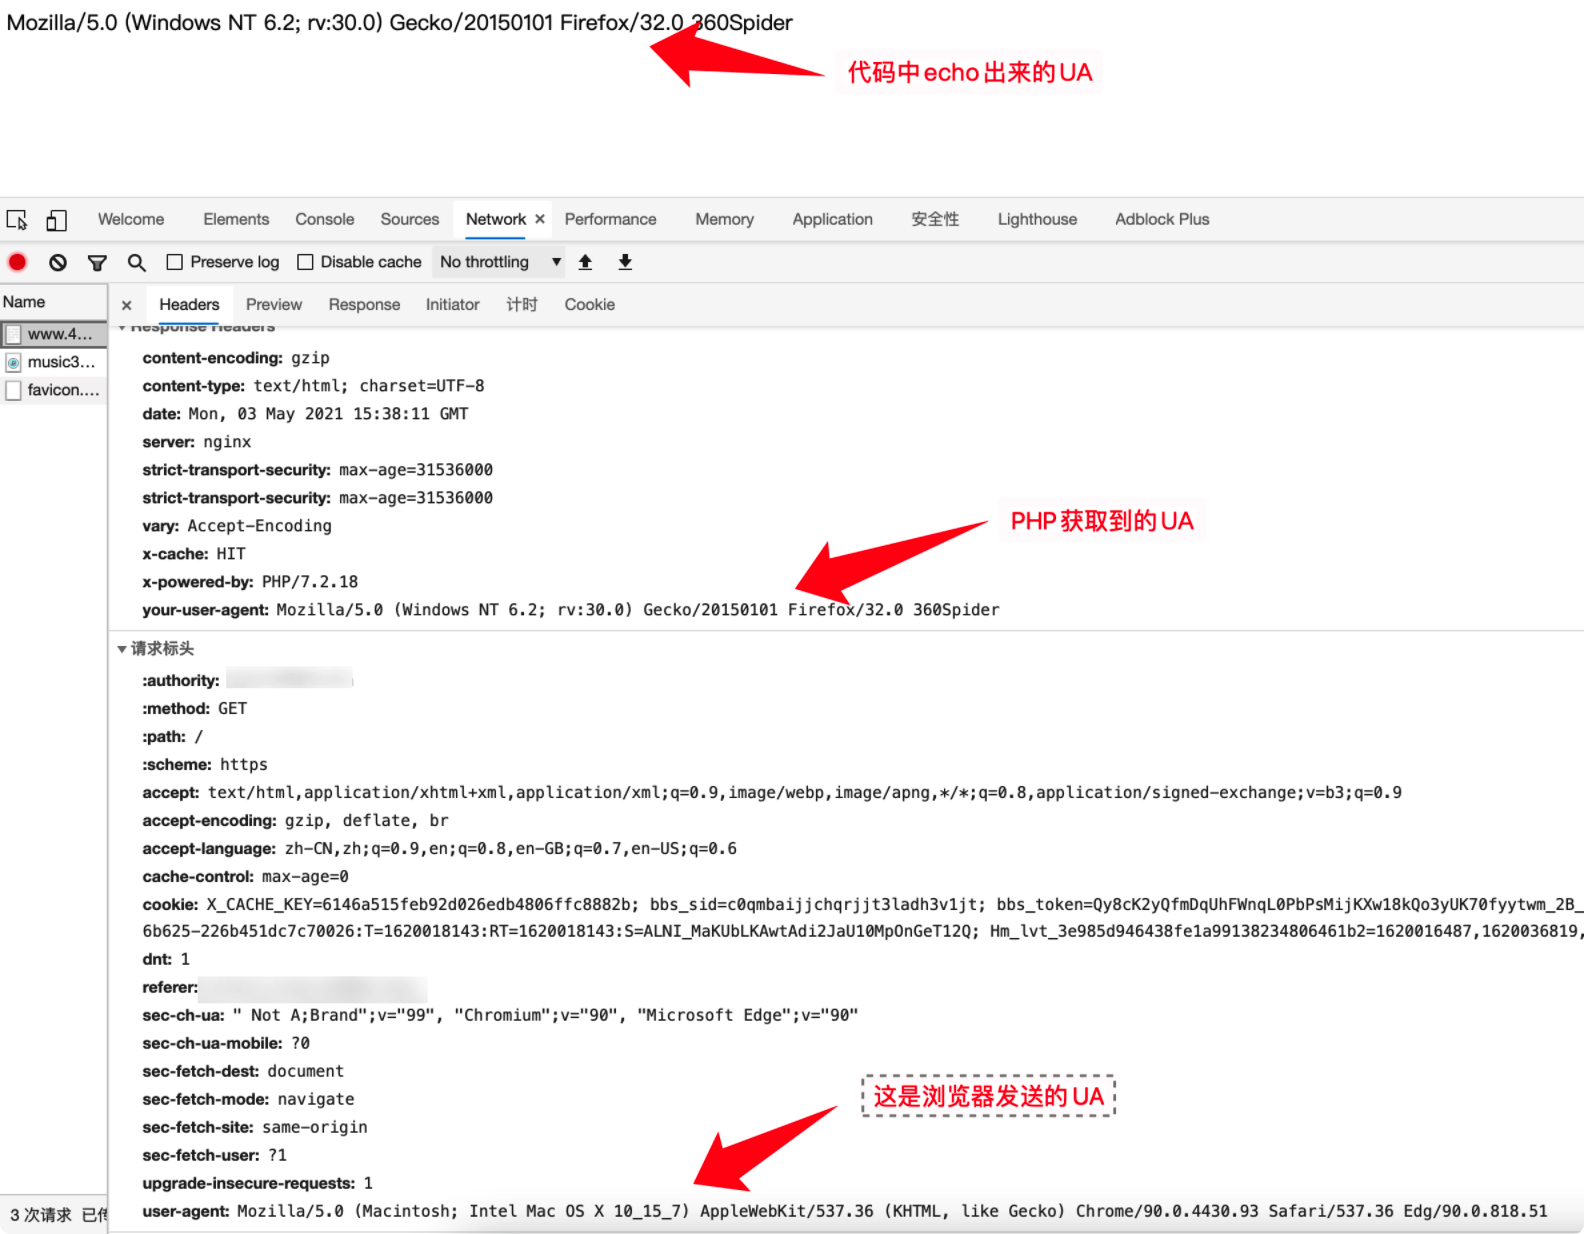 Mozilla/5.0 (Windows NT 6.2; rv:30.0) Gecko/20150101 Firefox/32.0 360Spider
代码中echo出来的UA
Welcome Elements Console Sources Network × Performance Memory Application 安全性 Lighthouse Adblock Plus
Preserve log Disable cache No throttling
Name × Headers Preview Response Initiator 计时 Cookie
www.4...
music3...
favicon....
Response Headers
content-encoding: gzip
content-type: text/html; charset=UTF-8
date: Mon, 03 May 2021 15:38:11 GMT
server: nginx
strict-transport-security: max-age=31536000
strict-transport-security: max-age=31536000
vary: Accept-Encoding
x-cache: HIT
x-powered-by: PHP/7.2.18
your-user-agent: Mozilla/5.0 (Windows NT 6.2; rv:30.0) Gecko/20150101 Firefox/32.0 360Spider
PHP获取到的UA
请求标头
:authority:
:method: GET
:path: /
:scheme: https
accept: text/html,application/xhtml+xml,application/xml;q=0.9,image/webp,image/apng,*/*;q=0.8,application/signed-exchange;v=b3;q=0.9
accept-encoding: gzip, deflate, br
accept-language: zh-CN,zh;q=0.9,en;q=0.8,en-GB;q=0.7,en-US;q=0.6
cache-control: max-age=0
cookie: X_CACHE_KEY=6146a515feb92d026edb4806ffc8882b; bbs_sid=c0qmbaijjchqrjjt3ladh3v1jt; bbs_token=Qy8cK2yQfmDqUhFWnqL0PbPsMijKXw18kQo3yUK70fyytwm_2B_
6b625-226b451dc7c70026:T=1620018143:RT=1620018143:S=ALNI_MaKUbLKAwtAdi2JaU10MpOnGeT12Q; Hm_lvt_3e985d946438fe1a99138234806461b2=1620016487,1620036819,
dnt: 1
referer:
sec-ch-ua: " Not A;Brand";v="99", "Chromium";v="90", "Microsoft Edge";v="90"
sec-ch-ua-mobile: ?0
sec-fetch-dest: document
sec-fetch-mode: navigate
sec-fetch-site: same-origin
sec-fetch-user: ?1
upgrade-insecure-requests: 1
user-agent: Mozilla/5.0 (Macintosh; Intel Mac OS X 10_15_7) AppleWebKit/537.36 (KHTML, like Gecko) Chrome/90.0.4430.93 Safari/537.36 Edg/90.0.818.51
这是浏览器发送的UA
3 次请求 已传